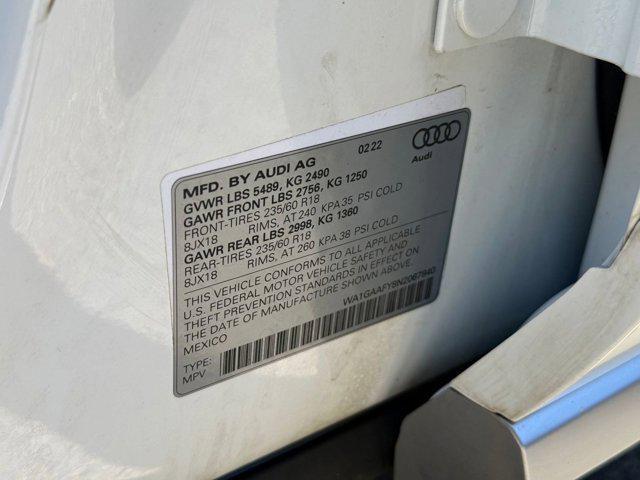 MFD. BY AUDI AG 02 22
Audi
GVWR LBS 5489, KG 2490
GAWR FRONT LBS 2756, KG 1250
FRONT-TIRES 235/60 R18
8JX18 RIMS, AT 240 KPA 35 PSI COLD
GAWR REAR LBS 2998, KG 1360
REAR-TIRES 235/60 R18
8JX18 RIMS, AT 260 KPA 38 PSI COLD
THIS VEHICLE CONFORMS TO ALL APPLICABLE
U.S. FEDERAL MOTOR VEHICLE SAFETY AND
THEFT PREVENTION STANDARDS IN EFFECT ON
THE DATE OF MANUFACTURE SHOWN ABOVE.
MEXICO WA1GAAFY8N2067940
TYPE:
MPV